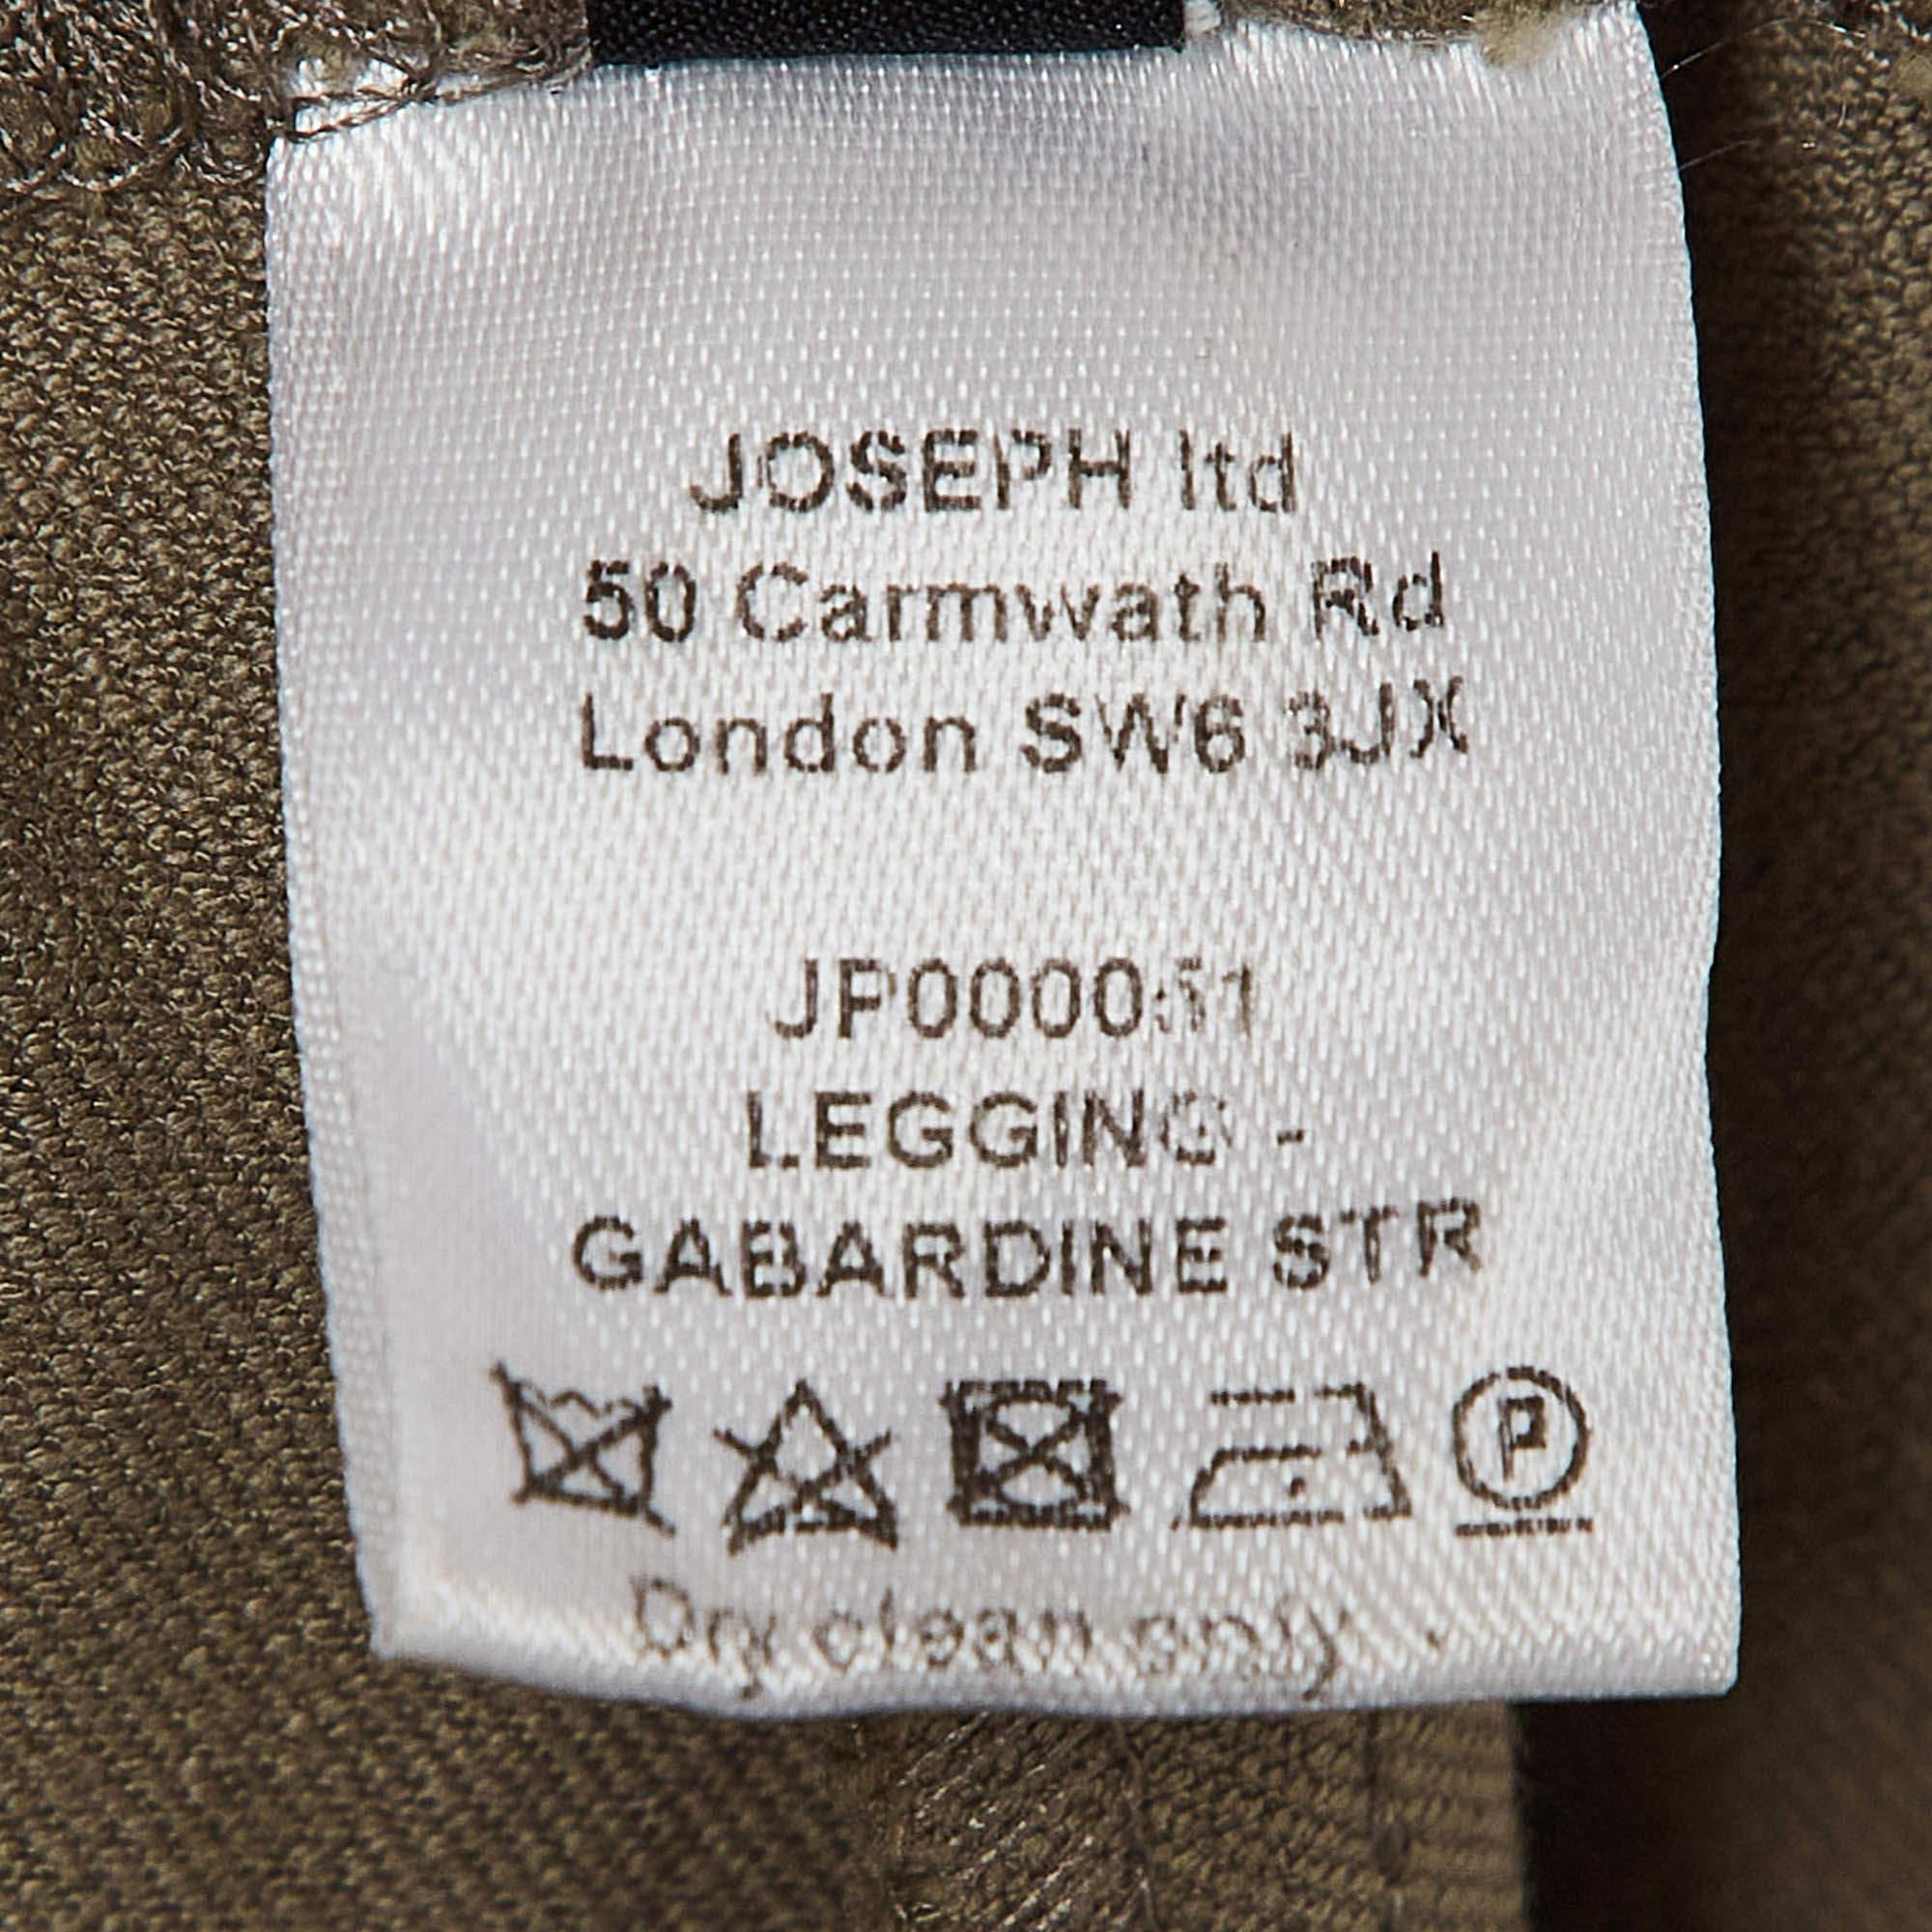 JOSEPH ltd
50 Carmwath Rd
London SW6 3JX
JP000051
LEGGING -
GABARDINE STR
P
Dry clean only